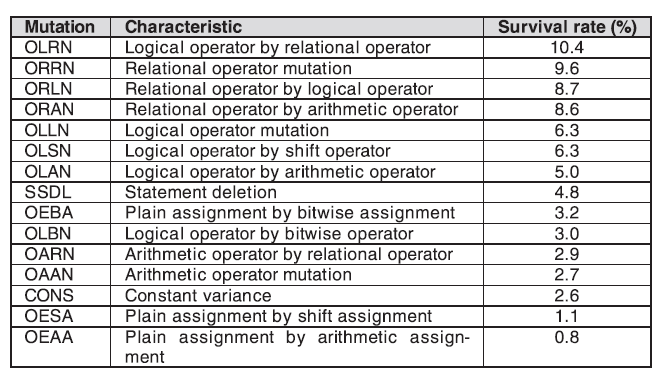 Mutation Characteristic Survival rate (%)
OLRN Logical operator by relational operator 10.4
ORRN Relational operator mutation 9.6
ORLN Relational operator by logical operator 8.7
ORAN Relational operator by arithmetic operator 8.6
OLLN Logical operator mutation 6.3
OLSN Logical operator by shift operator 6.3
OLAN Logical operator by arithmetic operator 5.0
SSDL Statement deletion 4.8
OEBA Plain assignment by bitwise assignment 3.2
OLBN Logical operator by bitwise operator 3.0
OARN Arithmetic operator by relational operator 2.9
OAAN Arithmetic operator mutation 2.7
CONS Constant variance 2.6
OESA Plain assignment by shift assignment 1.1
OEAA Plain assignment by arithmetic assign- 0.8
ment